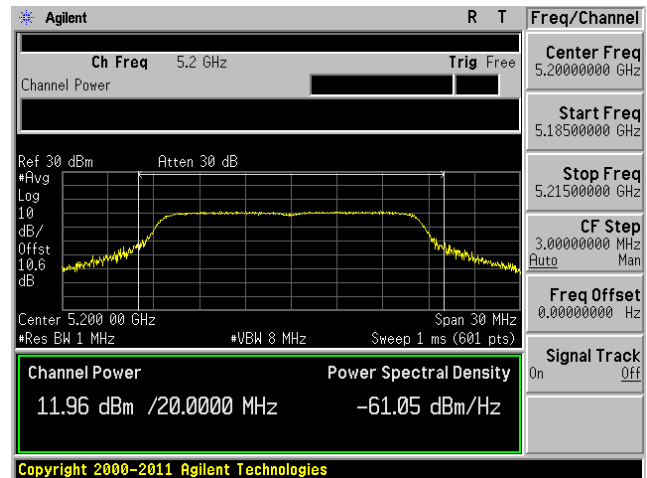 Agilent R T
Freq/Channel
Ch Freq 5.2 GHz Trig Free
Channel Power
Center Freq
5.20000000 GHz
Start Freq
5.18500000 GHz
Ref 30 dBm Atten 30 dB
#Avg
Log
10
dB/
Offst
10.6
dB
Stop Freq
5.21500000 GHz
CF Step
3.00000000 MHz
Auto Man
Freq Offset
0.00000000 Hz
Center 5.200 00 GHz Span 30 MHz
#Res BW 1 MHz #VBW 8 MHz Sweep 1 ms (601 pts)
Signal Track
On Off
Channel Power Power Spectral Density
11.96 dBm /20.0000 MHz -61.05 dBm/Hz
Copyright 2000-2011 Agilent Technologies